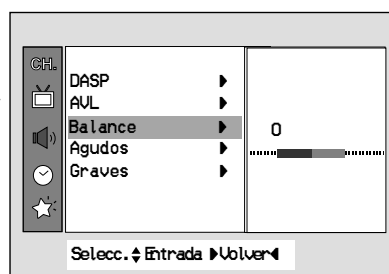 CH.
DASP
AVL
Balance
0
Agudos
Graves
Selecc. Entrada Volver